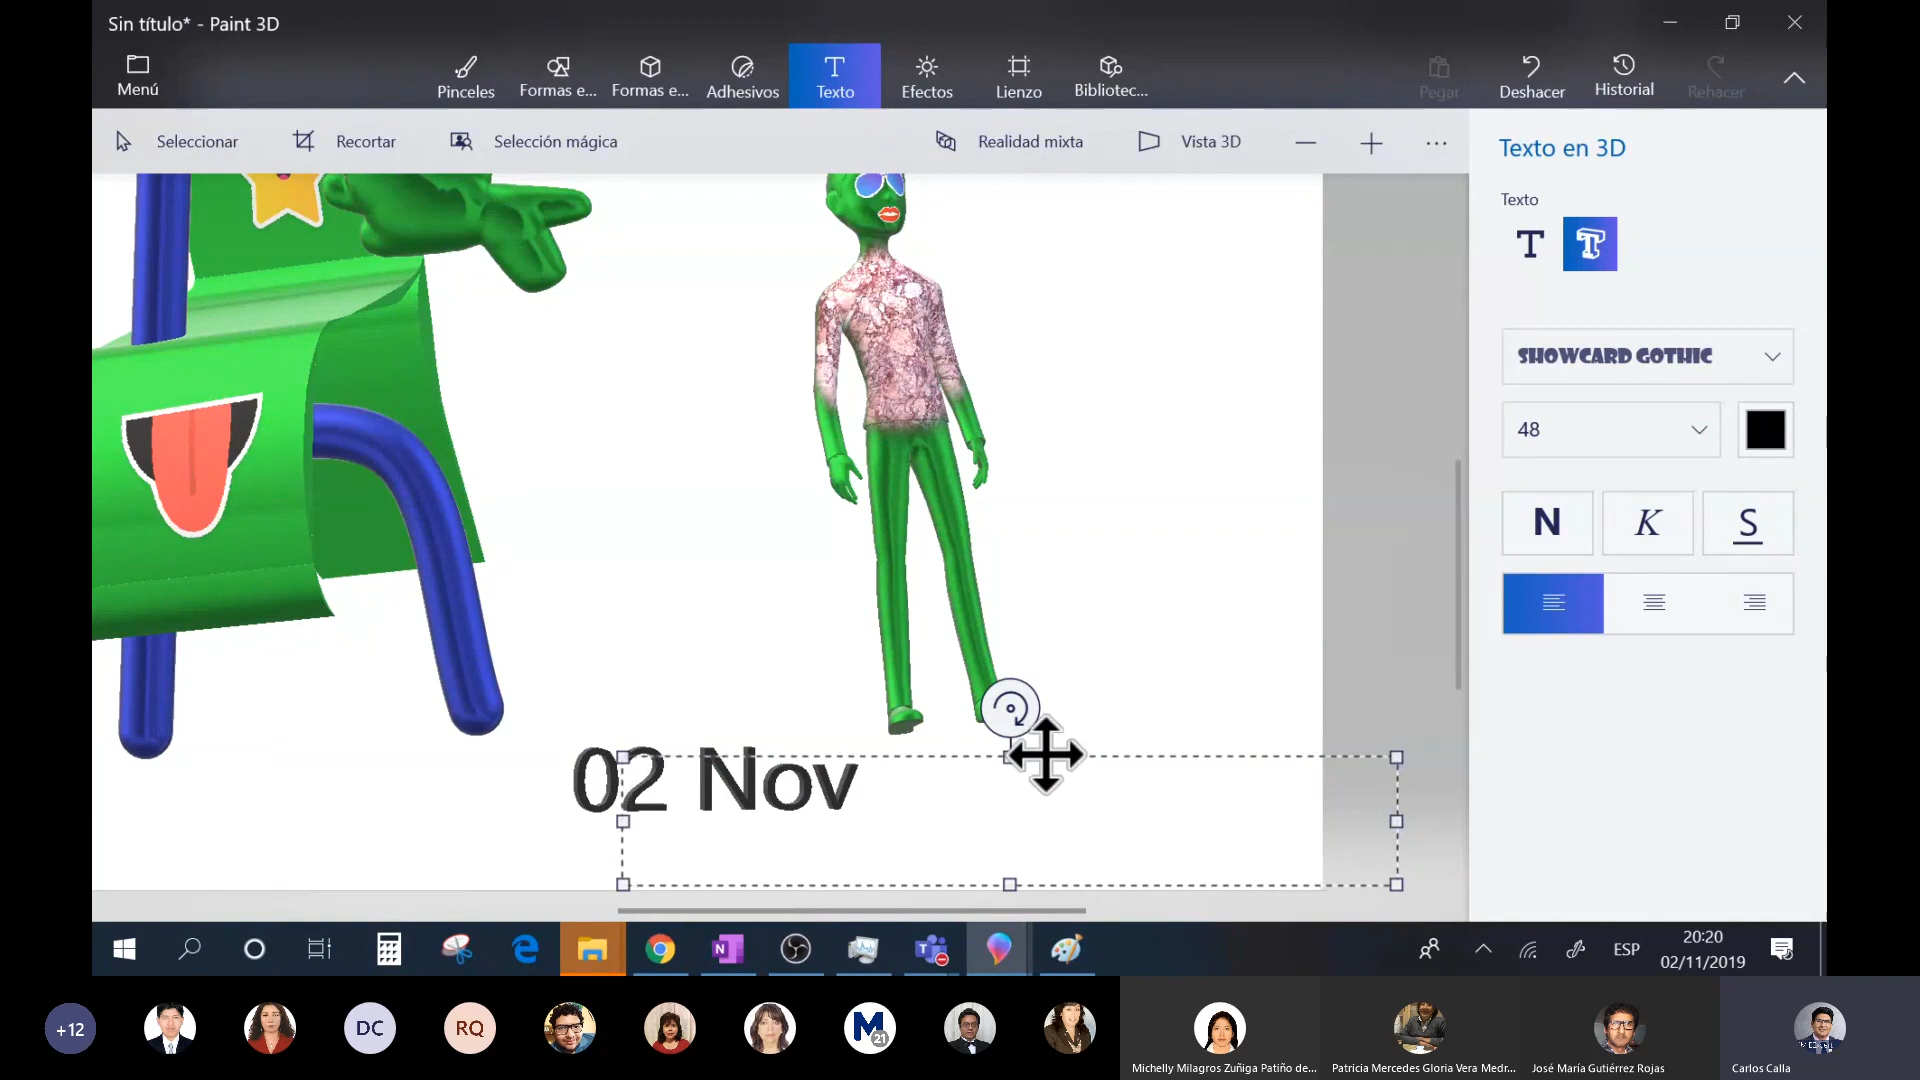 Sin título* - Paint 3D
Menú
Pinceles
Formas e...
Formas e...
Adhesivos
Texto
Efectos
Lienzo
Bibliotec...
Pegar
Deshacer
Historial
Rehacer
Seleccionar
Recortar
Selección mágica
Realidad mixta
Vista 3D
Texto en 3D
Texto
SHOWCARD GOTHIC
48
N K S
02 Nov
ESP
20:20
02/11/2019
+12
DC
RQ
M
21
Michelly Milagros Zuñiga Patiño de...
Patricia Mercedes Gloria Vera Medr...
José María Gutiérrez Rojas
Carlos Calla